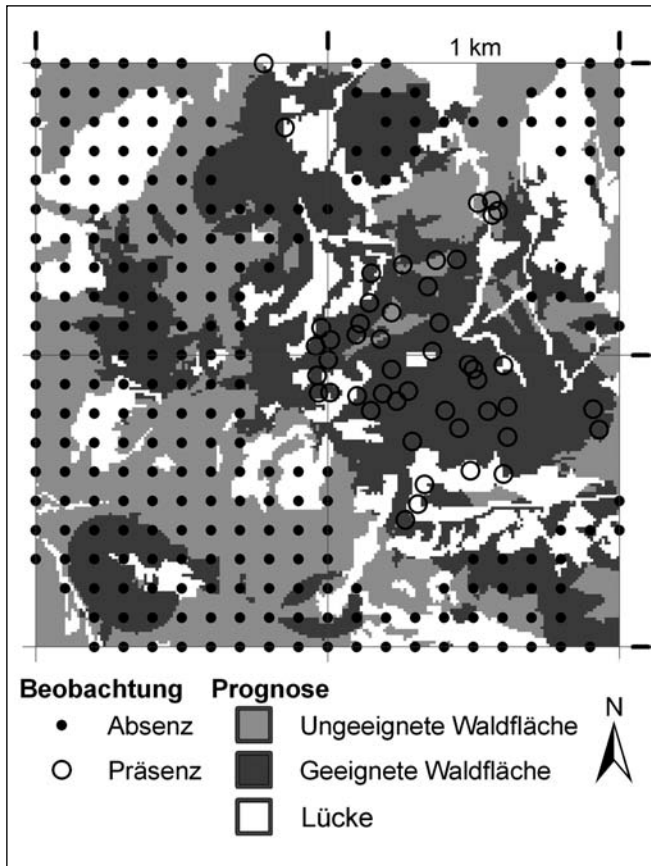 1 km
Beobachtung Prognose
Absenz Ungeeignete Waldfläche
Präsenz Geeignete Waldfläche
Lücke
N